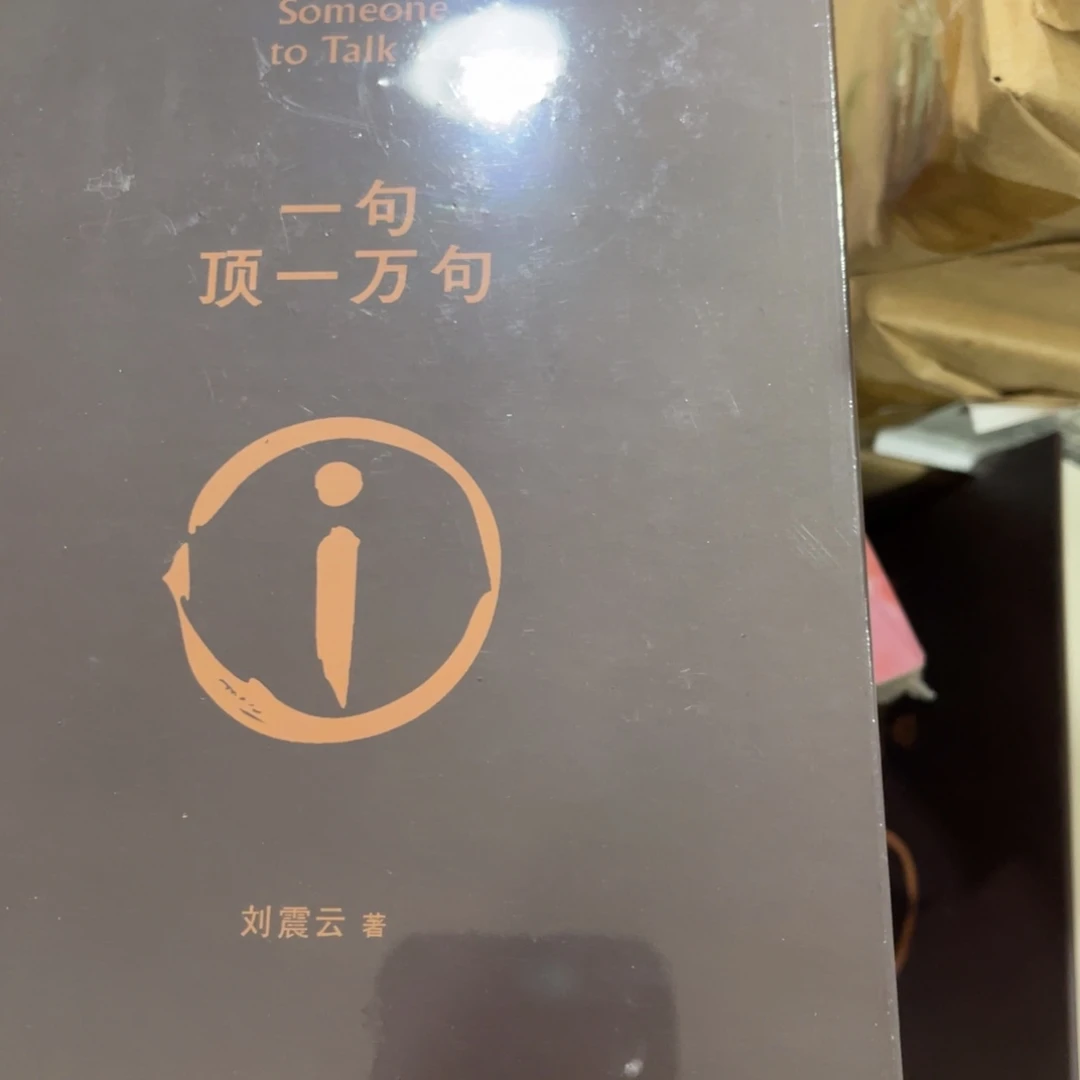 Someone
to Talk
一句
顶一万句
刘震云 著